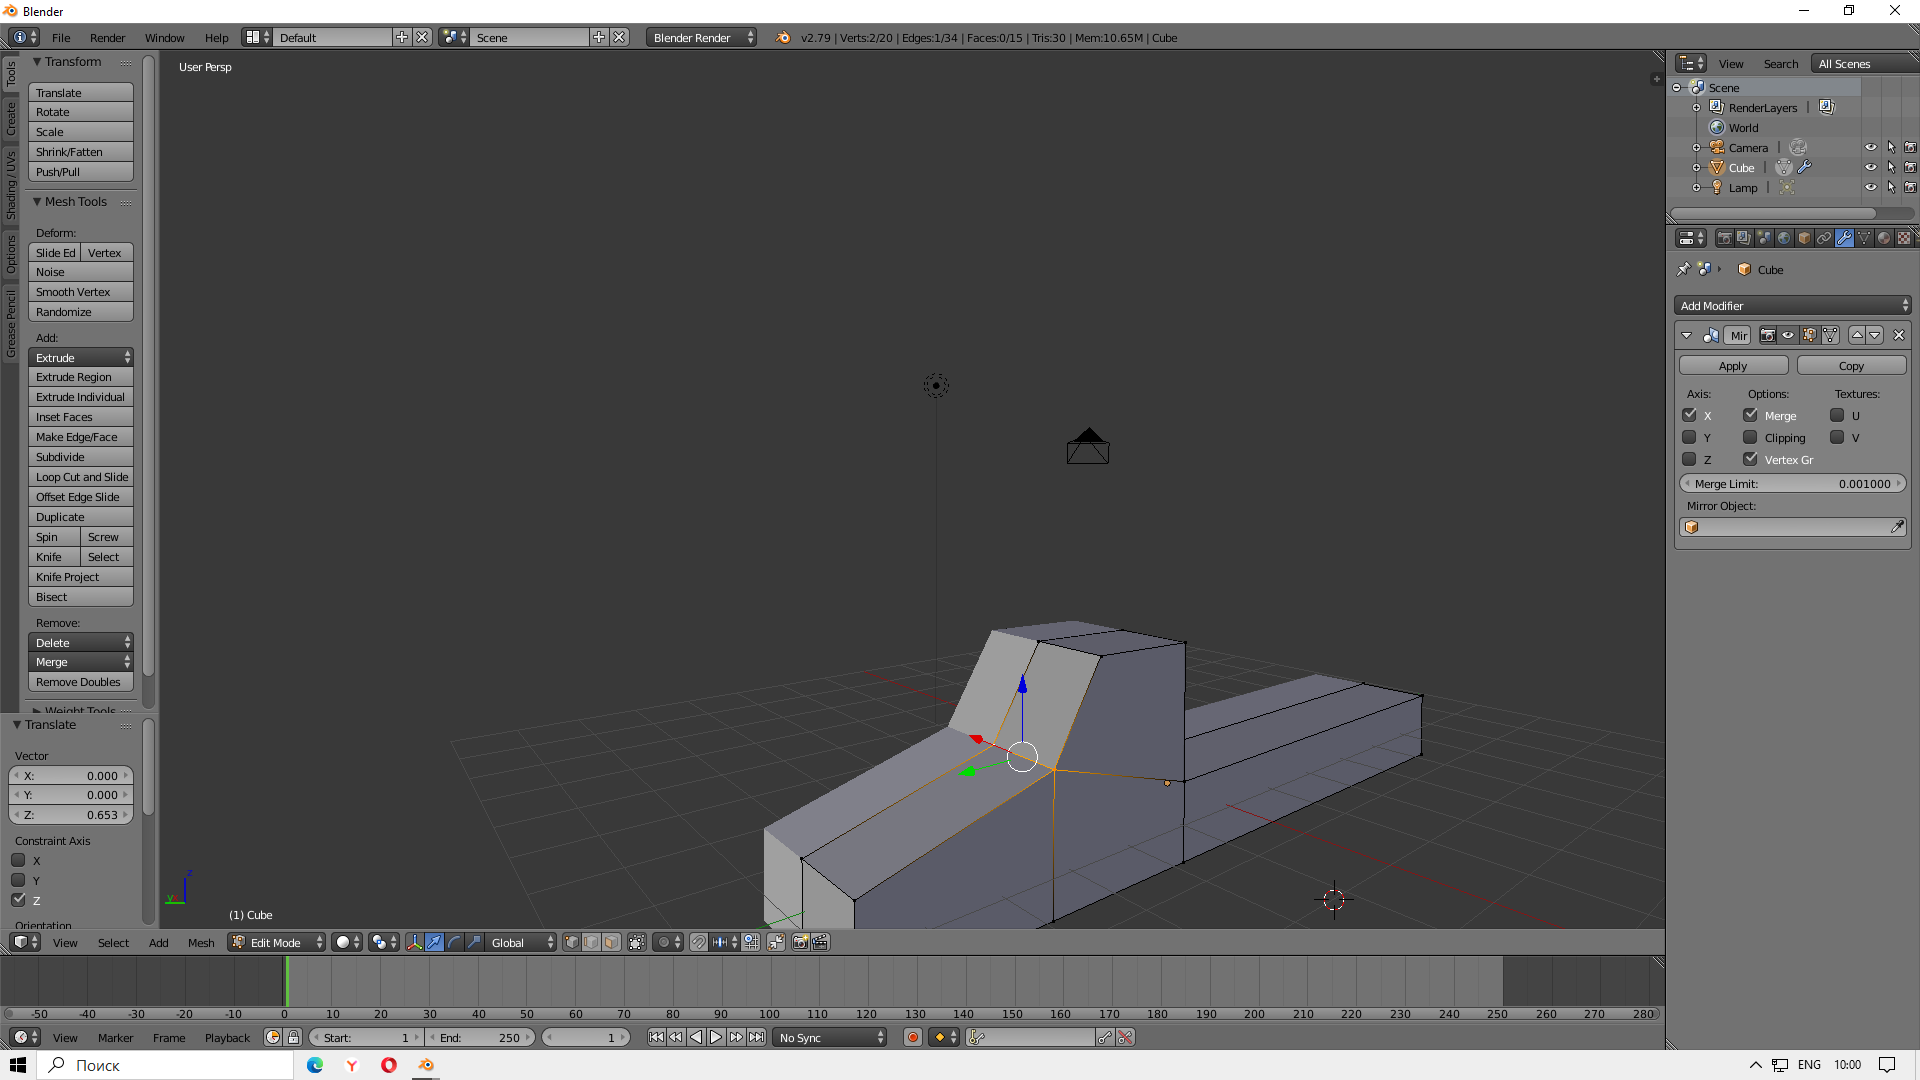 Blender
File Render Window Help Default Scene Blender Render v2.79 | Verts:2/20 | Edges:1/34 | Faces:0/15 | Tris:30 | Mem:10.65M | Cube
Tools
Create
Shading / UVs
Options
Grease Pencil
Transform
Translate
Rotate
Scale
Shrink/Fatten
Push/Pull
Mesh Tools
Deform:
Slide Ed Vertex
Noise
Smooth Vertex
Randomize
Add:
Extrude
Extrude Region
Extrude Individual
Inset Faces
Make Edge/Face
Subdivide
Loop Cut and Slide
Offset Edge Slide
Duplicate
Spin Screw
Knife Select
Knife Project
Bisect
Remove:
Delete
Merge
Remove Doubles
Weight Tools
Translate
Vector
X: 0.000
Y: 0.000
Z: 0.653
Constraint Axis
X
Y
Z
Orientation
User Persp
z
y
(1) Cube
View Search All Scenes
Scene
RenderLayers |
World
Camera |
Cube |
Lamp |
Cube
Add Modifier
Mir
Apply Copy
Axis: Options: Textures:
X Merge U
Y Clipping V
Z Vertex Gr
Merge Limit: 0.001000
Mirror Object:
View Select Add Mesh Edit Mode Global
-50 -40 -30 -20 -10 0 10 20 30 40 50 60 70 80 90 100 110 120 130 140 150 160 170 180 190 200 210 220 230 240 250 260 270 280
View Marker Frame Playback Start: 1 End: 250 1 No Sync
Поиск ENG 10:00